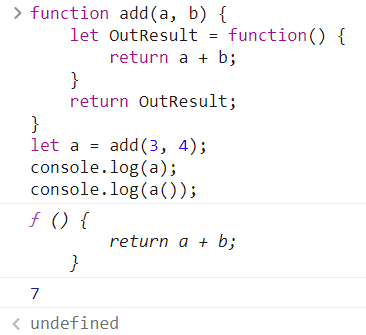 > function add(a, b) {
let OutResult = function() {
return a + b;
}
return OutResult;
}
let a = add(3, 4);
console.log(a);
console.log(a());
f () {
return a + b;
}
7
< undefined